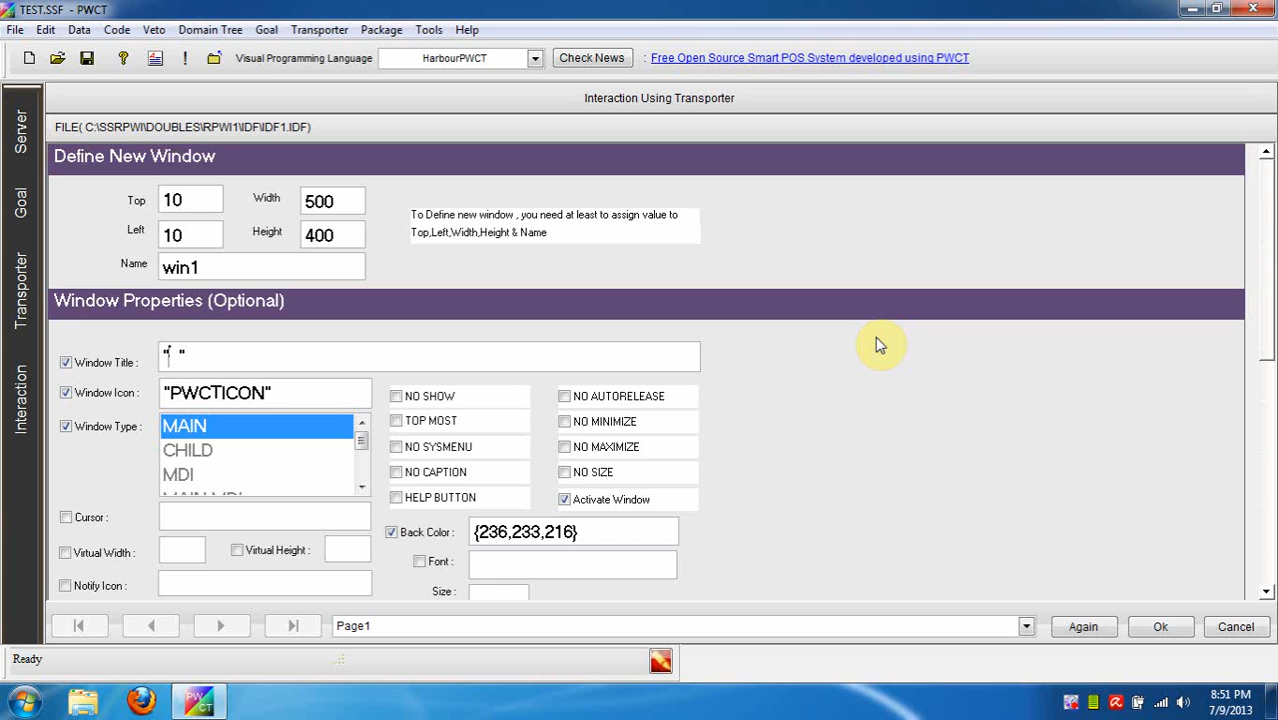 TEST.SSF - PWCT
File Edit Data Code Veto Domain Tree Goal Transporter Package Tools Help
Visual Programming Language HarbourPWCT Check News : Free Open Source Smart POS System developed using PWCT
Interaction Using Transporter
FILE( C:\SSRPWI\DOUBLES\RPWI1\IDF\IDF1.IDF)
Server
Goal
Transporter
Interaction
Define New Window
Top 10 Width 500
Left 10 Height 400
Name win1
To Define new window , you need at least to assign value to
Top,Left,Width,Height & Name
Window Properties (Optional)
Window Title : " "
Window Icon : "PWCTICON"
Window Type : MAIN
CHILD
MDI
MAIN MDI
NO SHOW NO AUTORELEASE
TOP MOST NO MINIMIZE
NO SYSMENU NO MAXIMIZE
NO CAPTION NO SIZE
HELP BUTTON Activate Window
Cursor :
Back Color : {236,233,216}
Virtual Width : Virtual Height :
Font :
Notify Icon :
Size :
Page1 Again Ok Cancel
Ready
PW
CT
8:51 PM
7/9/2013